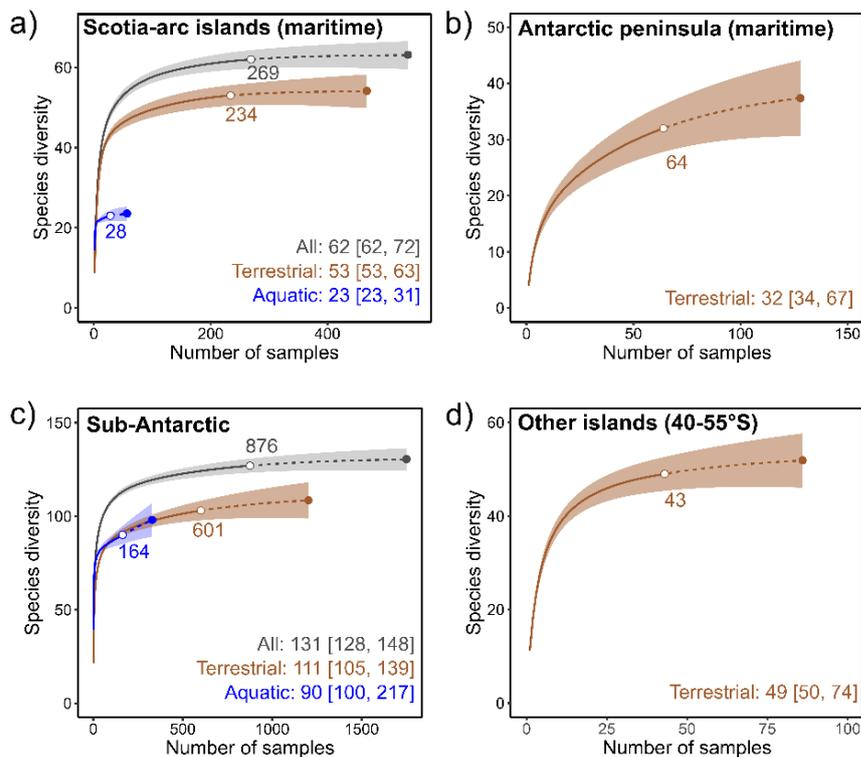 a)
Scotia-arc islands (maritime)
Species diversity
60
40
20
0
269
234
28
All: 62 [62, 72]
Terrestrial: 53 [53, 63]
Aquatic: 23 [23, 31]
0
200
400
Number of samples
b)
Antarctic peninsula (maritime)
Species diversity
50
40
30
20
10
0
64
Terrestrial: 32 [34, 67]
0
50
100
150
Number of samples
c)
Sub-Antarctic
Species diversity
150
100
50
0
876
601
164
All: 131 [128, 148]
Terrestrial: 111 [105, 139]
Aquatic: 90 [100, 217]
0
500
1000
1500
Number of samples
d)
Other islands (40-55°S)
Species diversity
60
40
20
0
43
Terrestrial: 49 [50, 74]
0
25
50
75
100
Number of samples